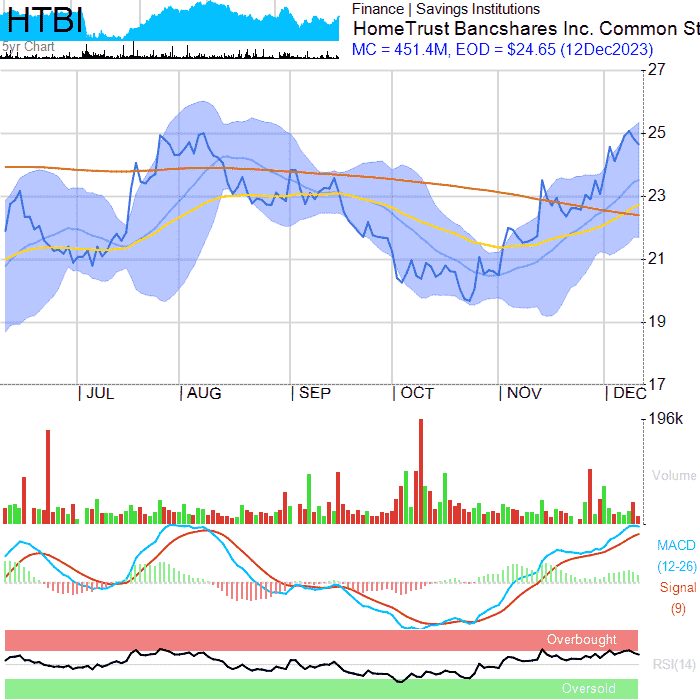 HTBI
5yr Chart
Finance | Savings Institutions
HomeTrust Bancshares Inc. Common St
MC = 451.4M, EOD = $24.65 (12Dec2023)
27
25
23
21
19
17
JUL
AUG
SEP
OCT
NOV
DEC
196k
Volume
MACD
(12-26)
Signal
(9)
Overbought
RSI(14)
Oversold